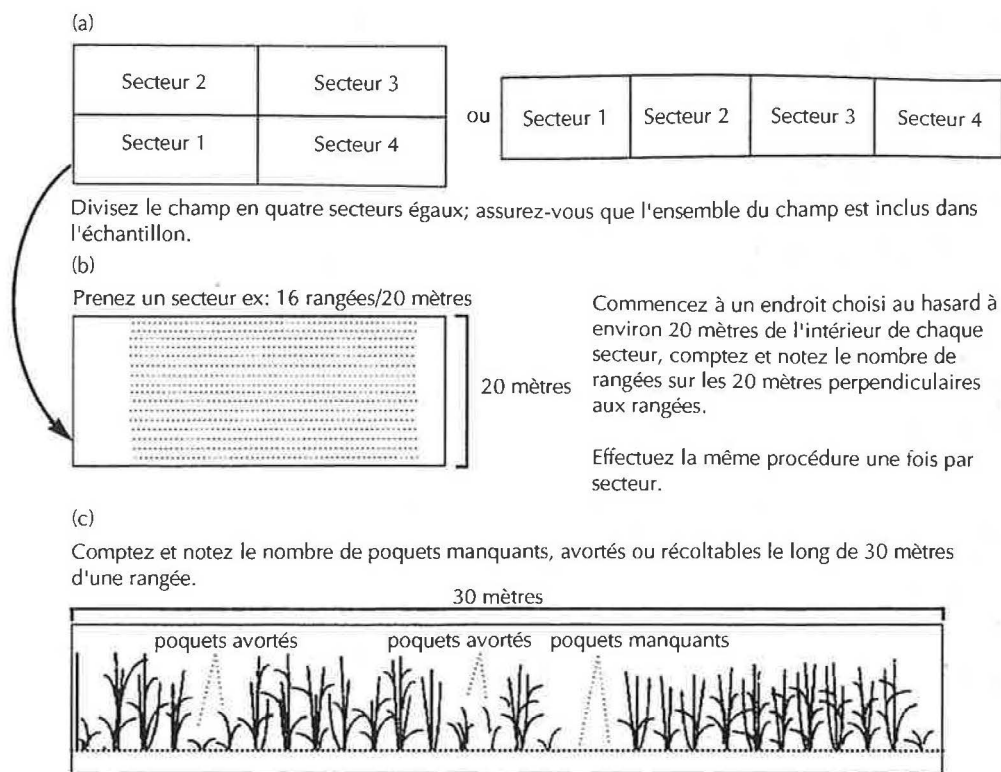 (a)
Secteur 2 Secteur 3
Secteur 1 Secteur 4
ou
Secteur 1 Secteur 2 Secteur 3 Secteur 4
Divisez le champ en quatre secteurs égaux; assurez-vous que l'ensemble du champ est inclus dans
l'échantillon.
(b)
Prenez un secteur ex: 16 rangées/20 mètres
20 mètres
Commencez à un endroit choisi au hasard à
environ 20 mètres de l'intérieur de chaque
secteur, comptez et notez le nombre de
rangées sur les 20 mètres perpendiculaires
aux rangées.
Effectuez la même procédure une fois par
secteur.
(c)
Comptez et notez le nombre de poquets manquants, avortés ou récoltables le long de 30 mètres
d'une rangée.
30 mètres
poquets avortés poquets avortés poquets manquants